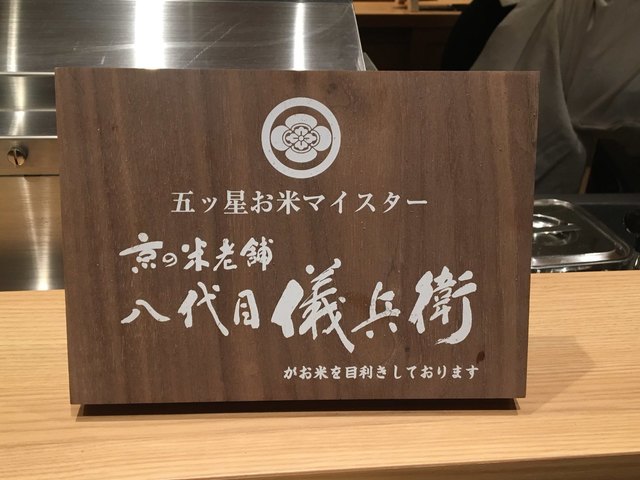 五ッ星お米マイスター
京の米老舗
八代目儀兵衛
がお米を目利きしております